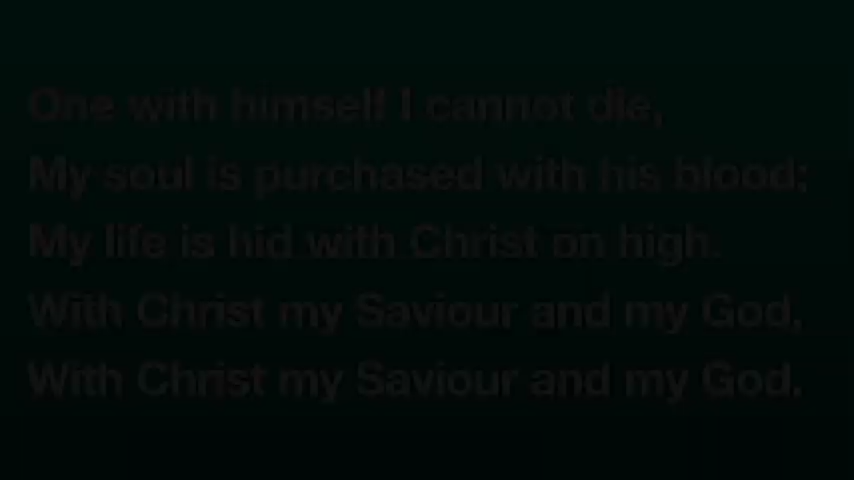 One with himself I cannot die,
My soul is purchased with his blood;
My life is hid with Christ on high.
With Christ my Saviour and my God,
With Christ my Saviour and my God.